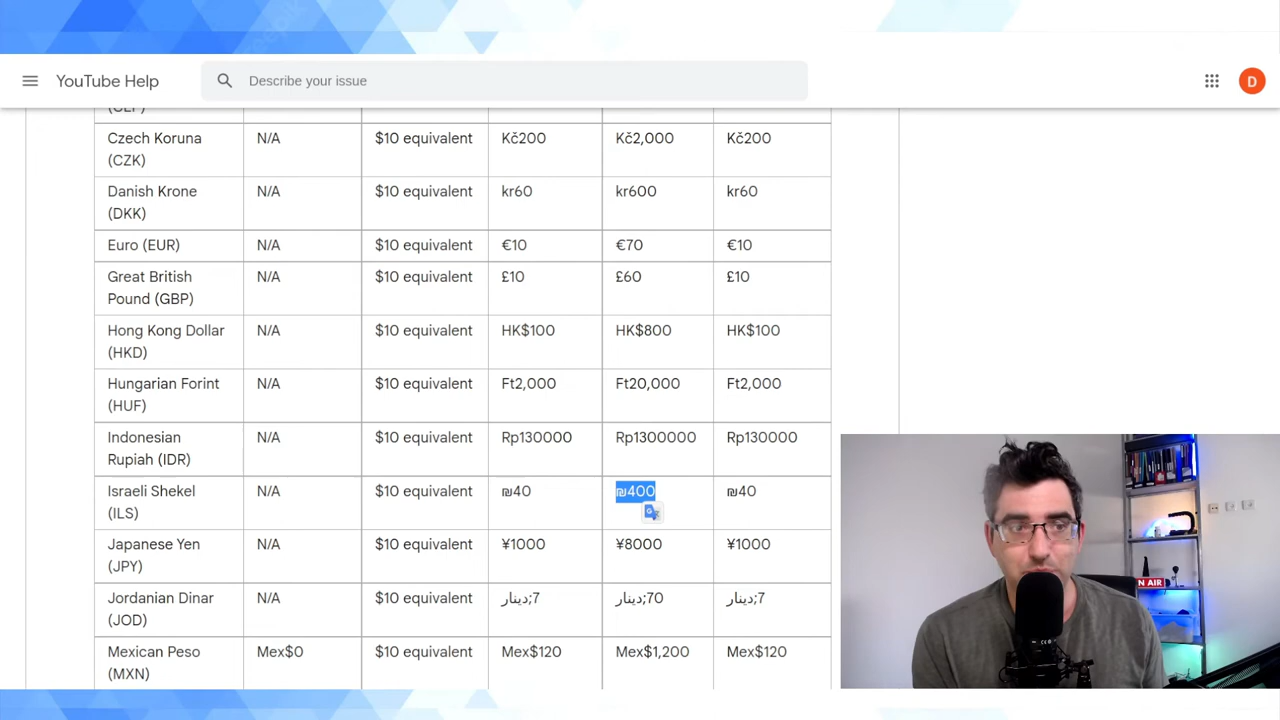 YouTube Help
Describe your issue
D
(CLP)
Czech Koruna (CZK) N/A $10 equivalent Kč200 Kč2,000 Kč200
Danish Krone (DKK) N/A $10 equivalent kr60 kr600 kr60
Euro (EUR) N/A $10 equivalent €10 €70 €10
Great British Pound (GBP) N/A $10 equivalent £10 £60 £10
Hong Kong Dollar (HKD) N/A $10 equivalent HK$100 HK$800 HK$100
Hungarian Forint (HUF) N/A $10 equivalent Ft2,000 Ft20,000 Ft2,000
Indonesian Rupiah (IDR) N/A $10 equivalent Rp130000 Rp1300000 Rp130000
Israeli Shekel (ILS) N/A $10 equivalent ₪40 ₪400 ₪40
Japanese Yen (JPY) N/A $10 equivalent ¥1000 ¥8000 ¥1000
Jordanian Dinar (JOD) N/A $10 equivalent دينار;7 دينار;70 دينار;7
Mexican Peso (MXN) Mex$0 $10 equivalent Mex$120 Mex$1,200 Mex$120
N AIR